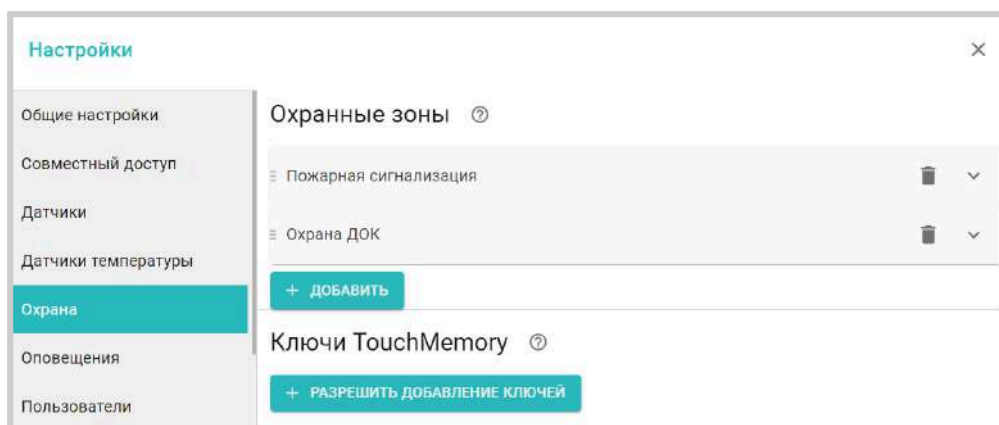 Настройки
Общие настройки
Совместный доступ
Датчики
Датчики температуры
Охрана
Оповещения
Пользователи
Охранные зоны
Пожарная сигнализация
Охрана ДОК
+ ДОБАВИТЬ
Ключи TouchMemory
+ РАЗРЕШИТЬ ДОБАВЛЕНИЕ КЛЮЧЕЙ